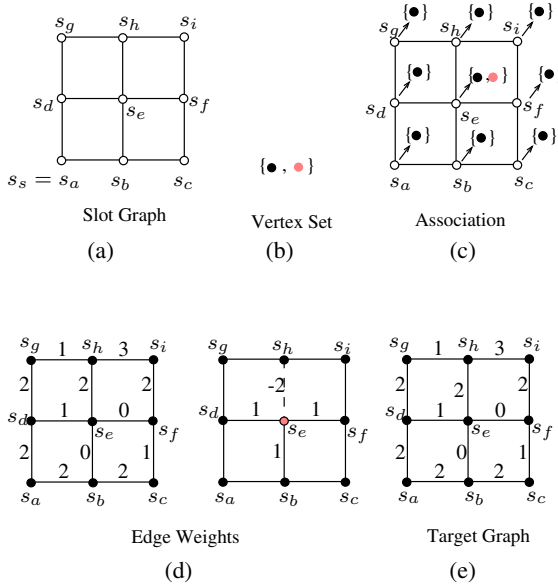 s_g s_h s_i
s_d s_e s_f
s_s = s_a s_b s_c
Slot Graph
(a)
{● , ●}
Vertex Set
(b)
{●} {●} {●}
s_g s_h s_i
{●} {●,●} {●}
s_d s_e s_f
{●} {●} {●}
s_a s_b s_c
Association
(c)
s_g 1 s_h 3 s_i
2 2 2
s_d 1 0 s_f
s_e
2 0 1
2 2
s_a s_b s_c
s_g s_h s_i
-2
s_d 1 1 s_f
s_e
1
s_a s_b s_c
Edge Weights
(d)
s_g 1 s_h 3 s_i
2 2 2
s_d 1 0 s_f
s_e
2 0 1
2 2
s_a s_b s_c
Target Graph
(e)